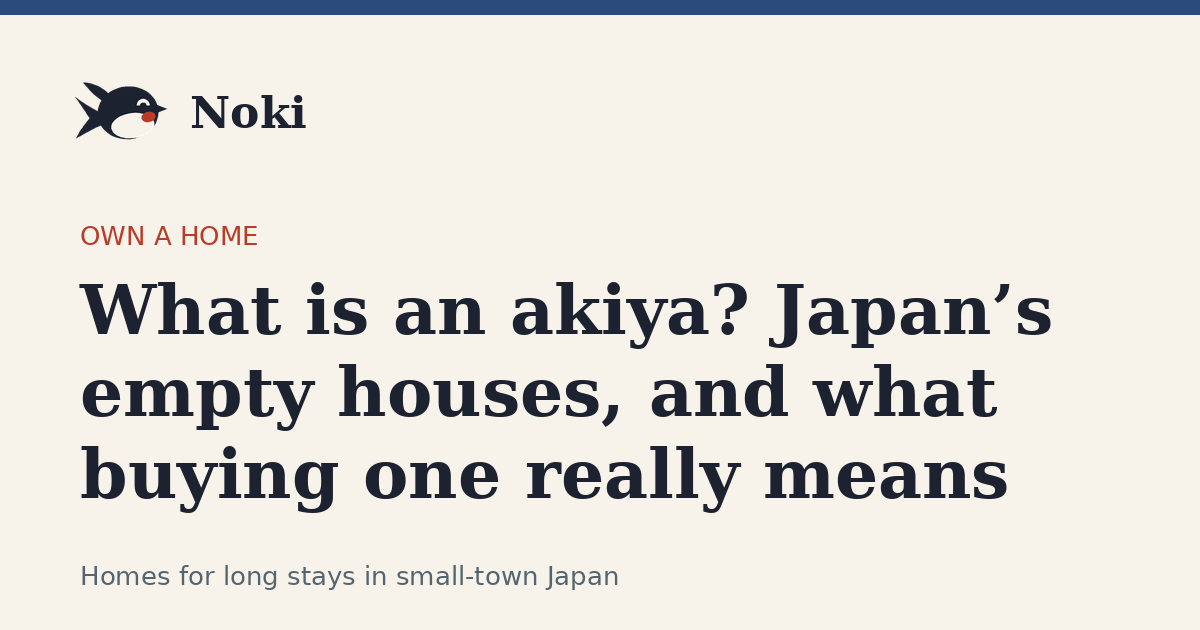 Noki
OWN A HOME
What is an akiya? Japan’s
empty houses, and what
buying one really means
Homes for long stays in small-town Japan